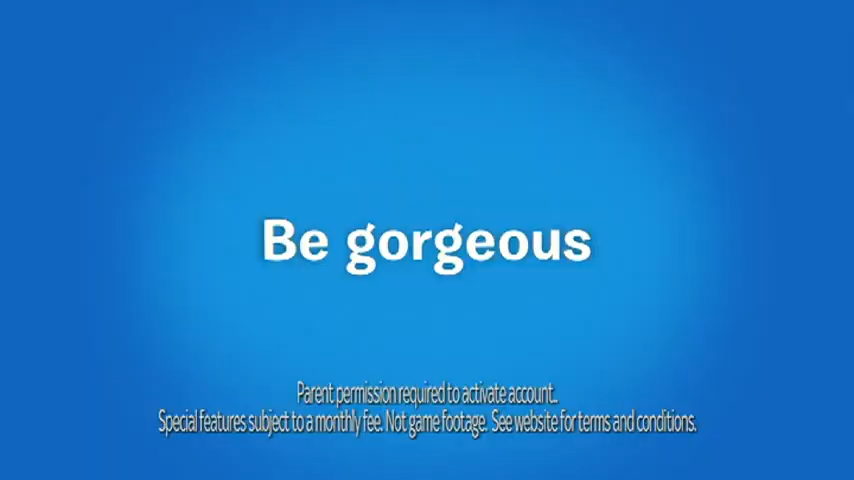 Be gorgeous
Parent permission required to activate account..
Special features subject to a monthly fee. Not game footage. See website for terms and conditions.